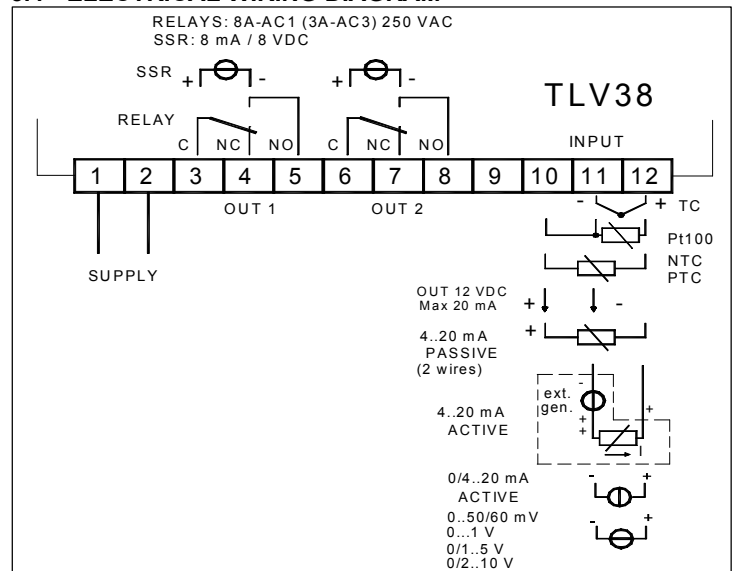 RELAYS: 8A-AC1 (3A-AC3) 250 VAC
SSR: 8 mA / 8 VDC
SSR + - + -
TLV38
RELAY
C NC NO C NC NO INPUT
1 2 3 4 5 6 7 8 9 10 11 12
OUT 1 OUT 2
- + TC
Pt100
SUPPLY
NTC
PTC
OUT 12 VDC
Max 20 mA + -
4..20 mA +
PASSIVE
(2 wires)
-
ext.
gen.
+
4..20 mA +
ACTIVE +
I
0/4..20 mA - +
ACTIVE
0..50/60 mV - +
0...1 V
0/1..5 V
0/2..10 V